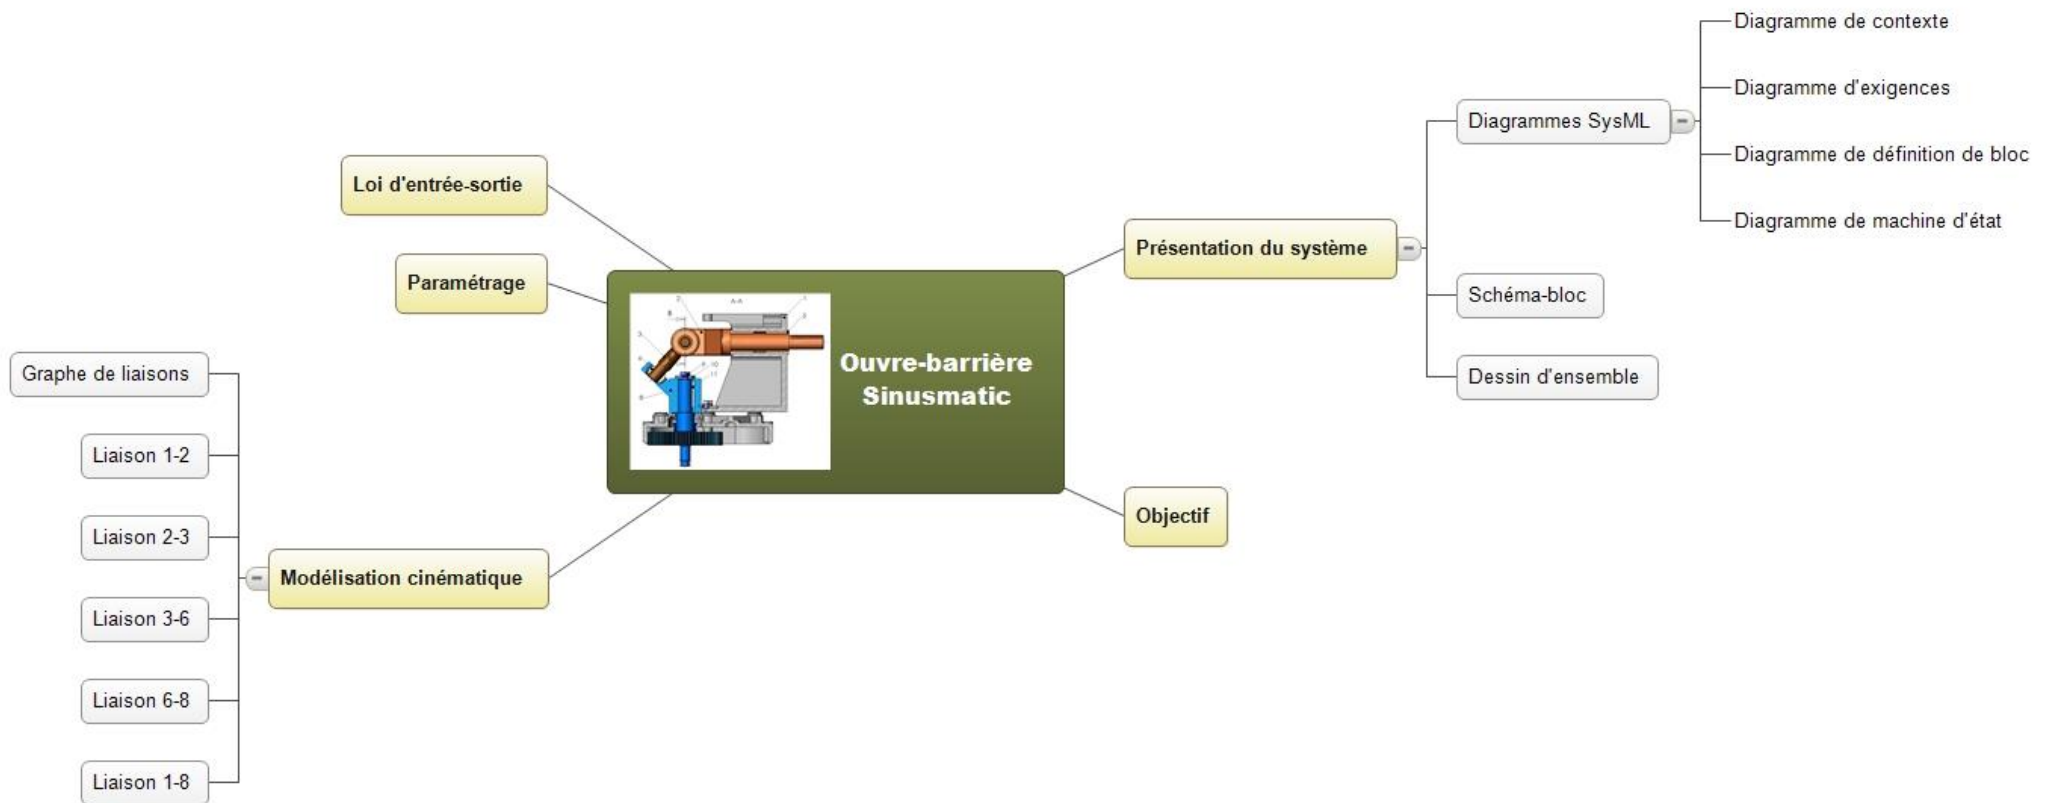 Diagramme de contexte
Diagramme d'exigences
Diagrammes SysML
Diagramme de définition de bloc
Diagramme de machine d'état
Présentation du système
Schéma-bloc
Dessin d'ensemble
Objectif
Ouvre-barrière
Sinusmatic
A-A
Loi d'entrée-sortie
Paramétrage
Modélisation cinématique
Graphe de liaisons
Liaison 1-2
Liaison 2-3
Liaison 3-6
Liaison 6-8
Liaison 1-8